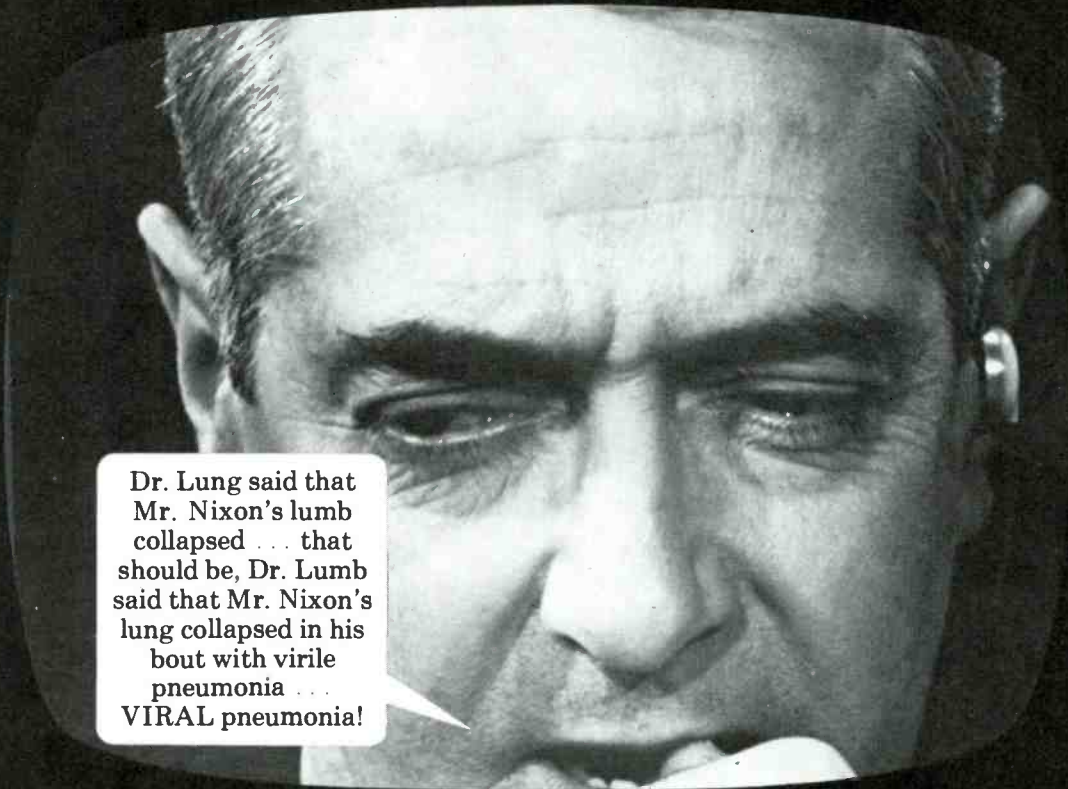 Dr. Lung said that
Mr. Nixon's lumb
collapsed ... that
should be, Dr. Lumb
said that Mr. Nixon's
lung collapsed in his
bout with virile
pneumonia ...
VIRAL pneumonia!